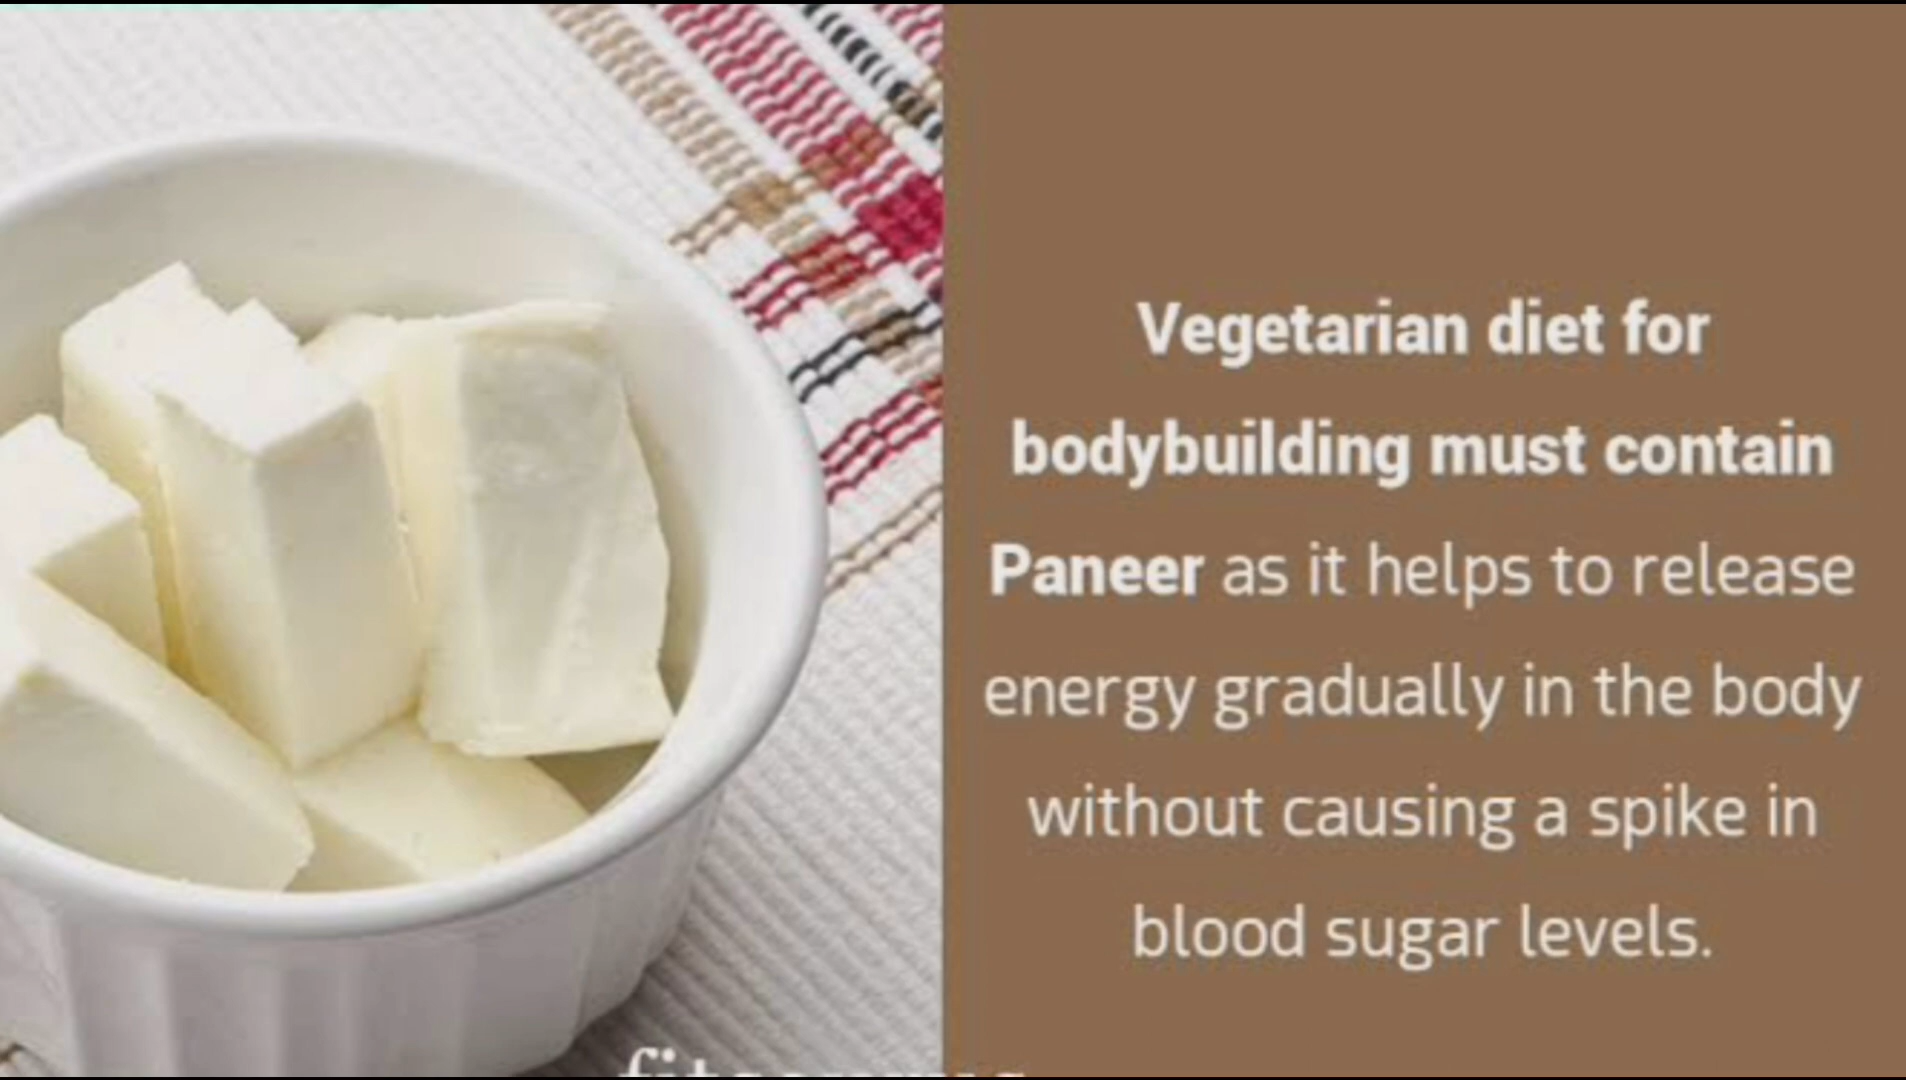 Vegetarian diet for
bodybuilding must contain
Paneer as it helps to release
energy gradually in the body
without causing a spike in
blood sugar levels.